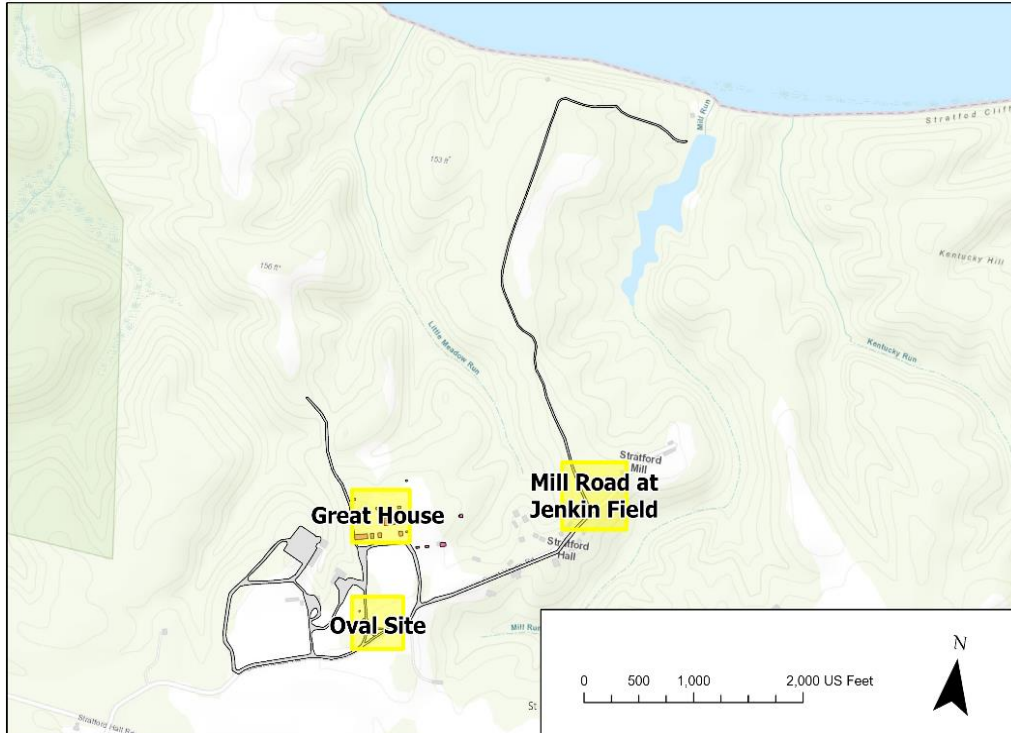 Mill Run
Stretfod Cliff
153 ft
Kentucky Hill
156 ft
Little Meadow Run
Kentucky Run
Stratford
Mill
Mill Road at
Jenkin Field
Great House
Stratford
Hall
Oval Site
Mill Run
N
0 500 1,000 2,000 US Feet
St
Stratford Hall Ro